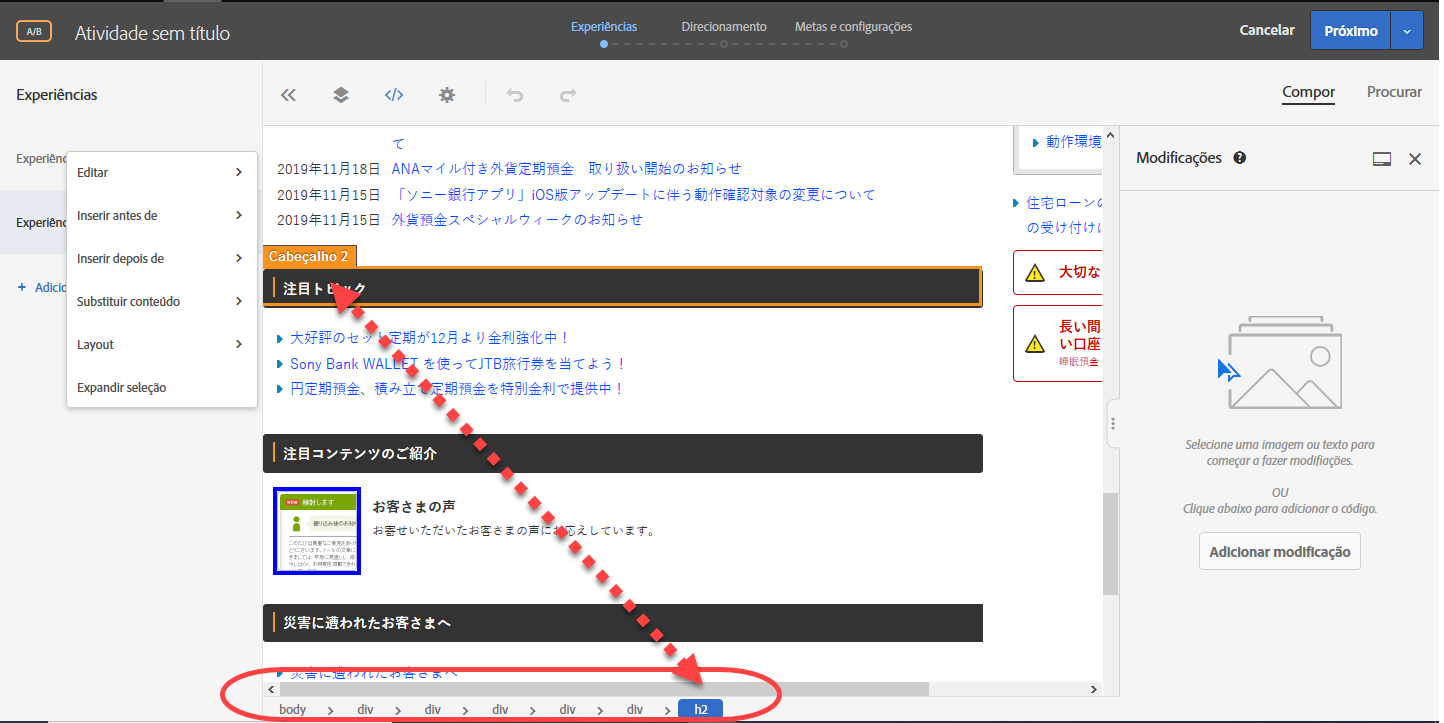 A/B
Atividade sem título
Experiências
Direcionamento
Metas e configurações
Cancelar
Próximo
Experiências
Compor
Procurar
Experiênc
Experiênc
+ Adicio
Editar
Inserir antes de
Inserir depois de
Substituir conteúdo
Layout
Expandir seleção
て
2019年11月18日 ANAマイル付き外貨定期預金　取り扱い開始のお知らせ
2019年11月15日 「ソニー銀行アプリ」iOS版アップデートに伴う動作確認対象の変更について
2019年11月15日 外貨預金スペシャルウィークのお知らせ
Cabeçalho 2
注目トピック
大好評のセット定期が12月より金利強化中！
Sony Bank WALLET を使ってJTB旅行券を当てよう！
円定期預金、積み立て定期預金を特別金利で提供中！
注目コンテンツのご紹介
NEW 検討します
お客さまの声
お寄せいただいたお客さまの声にお応えしています。
災害に遭われたお客さまへ
災害に遭われたお客さまへ
動作環境
住宅ローンの
の受け付けに
大切な
長い間
い口座
睡眠預金
body
div
div
div
div
div
h2
Modificações
Selecione uma imagem ou texto para
começar a fazer modifiações.
OU
Clique abaixo para adicionar o código.
Adicionar modificação